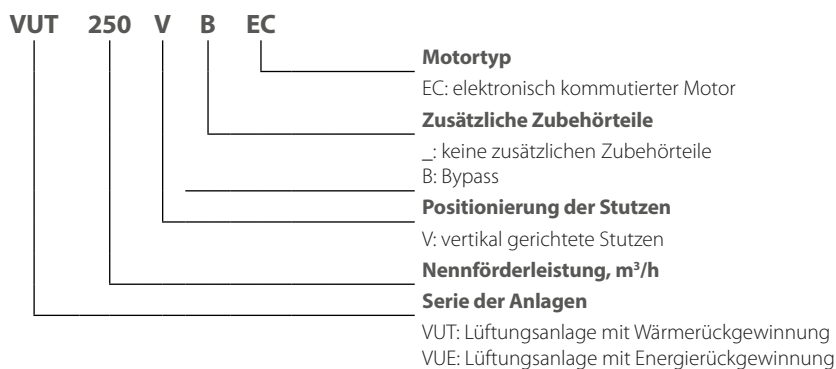 VUT 250 V B EC
Motortyp
EC: elektronisch kommutierter Motor
Zusätzliche Zubehörteile
_: keine zusätzlichen Zubehörteile
B: Bypass
Positionierung der Stutzen
V: vertikal gerichtete Stutzen
Nennförderleistung, m³/h
Serie der Anlagen
VUT: Lüftungsanlage mit Wärmerückgewinnung
VUE: Lüftungsanlage mit Energierückgewinnung